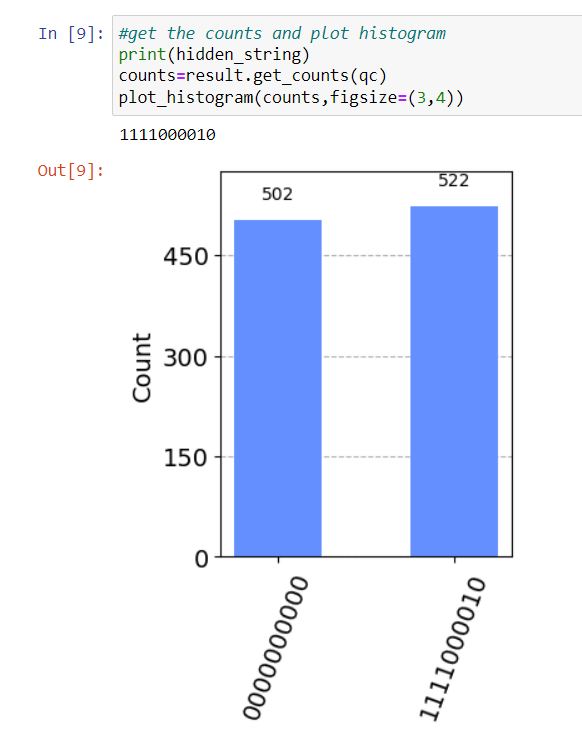 In [9]: #get the counts and plot histogram
print(hidden_string)
counts=result.get_counts(qc)
plot_histogram(counts,figsize=(3,4))
1111000010
Out[9]:
502
522
450
300
150
0
Count
0000000000
1111000010